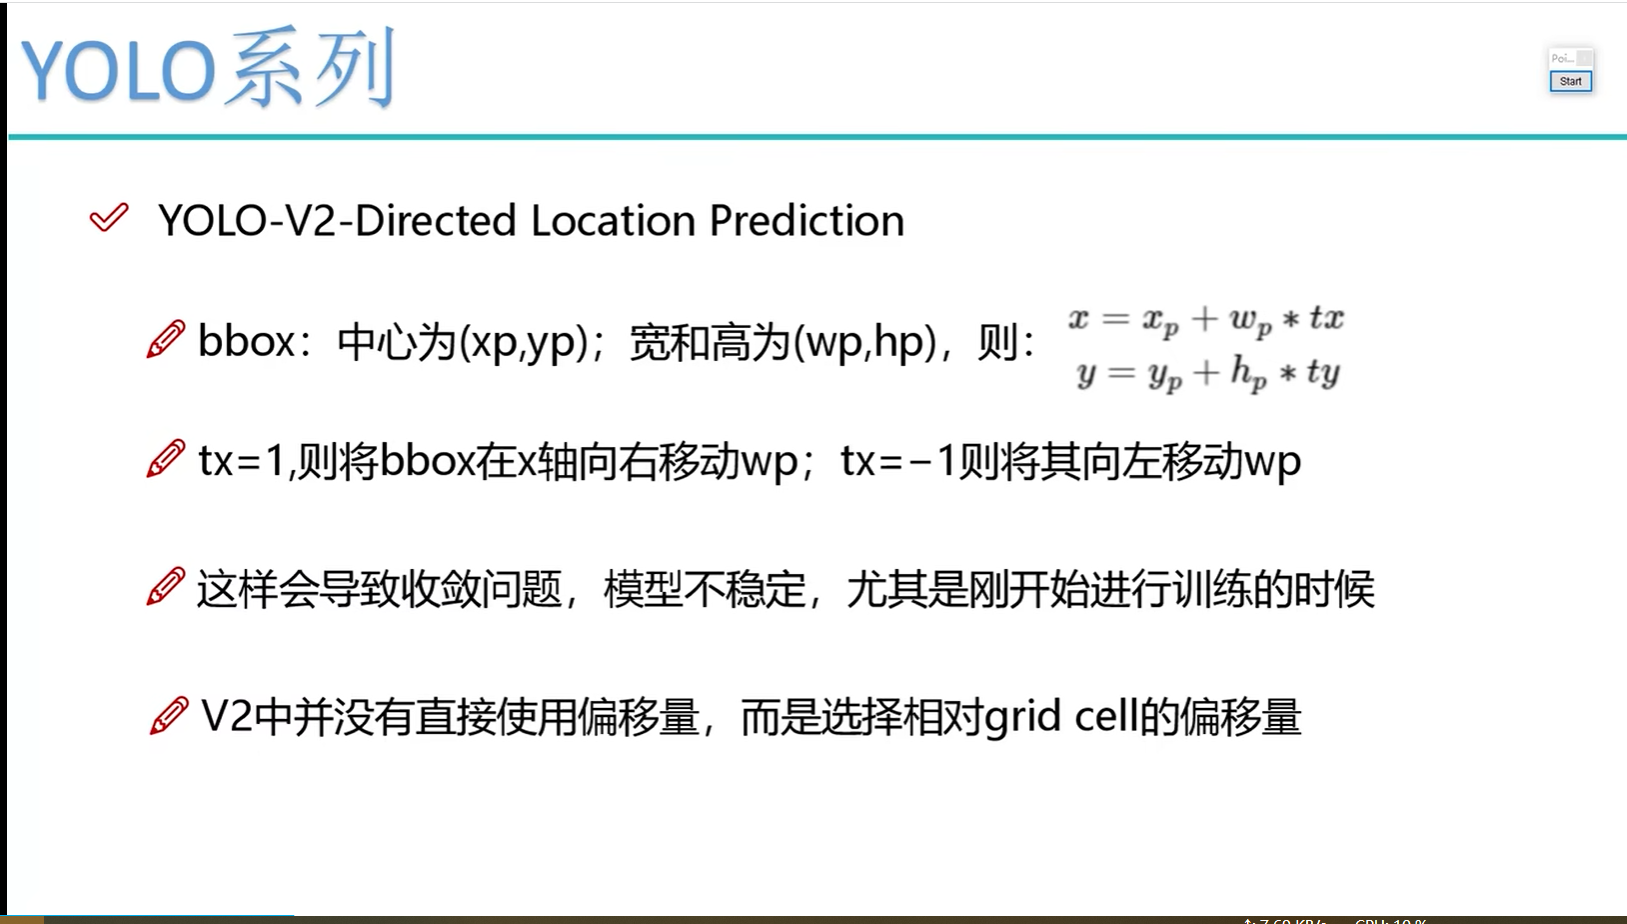 YOLO系列
Poi...
Start
YOLO-V2-Directed Location Prediction
bbox：中心为(xp,yp)；宽和高为(wp,hp)，则：
x = xp + wp * tx
y = yp + hp * ty
tx=1,则将bbox在x轴向右移动wp；tx=−1则将其向左移动wp
这样会导致收敛问题，模型不稳定，尤其是刚开始进行训练的时候
V2中并没有直接使用偏移量，而是选择相对grid cell的偏移量